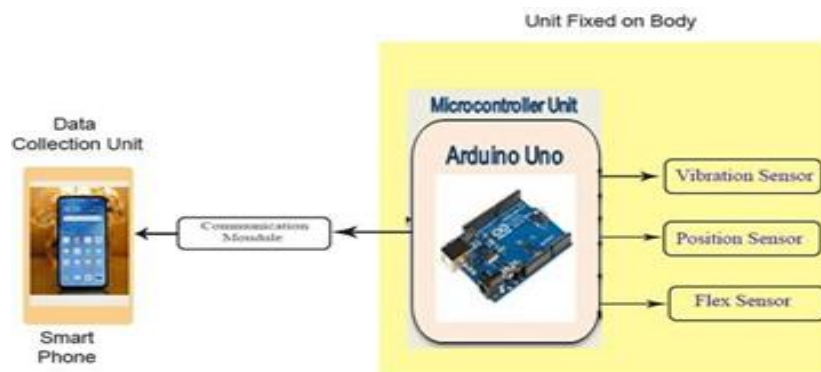 Unit Fixed on Body
Microcontroller Unit
Arduino Uno
Data
Collection Unit
Communication
Moudule
Vibration Sensor
Position Sensor
Flex Sensor
Smart
Phone